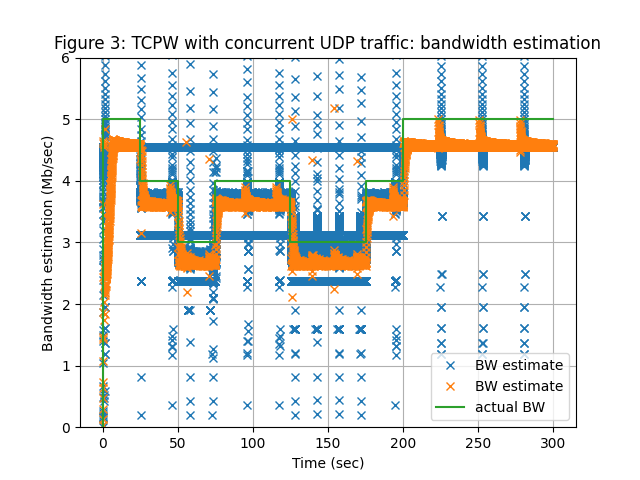 Figure 3: TCPW with concurrent UDP traffic: bandwidth estimation
6
5
4
3
2
1
0
Bandwidth estimation (Mb/sec)
BW estimate
BW estimate
actual BW
0 50 100 150 200 250 300
Time (sec)